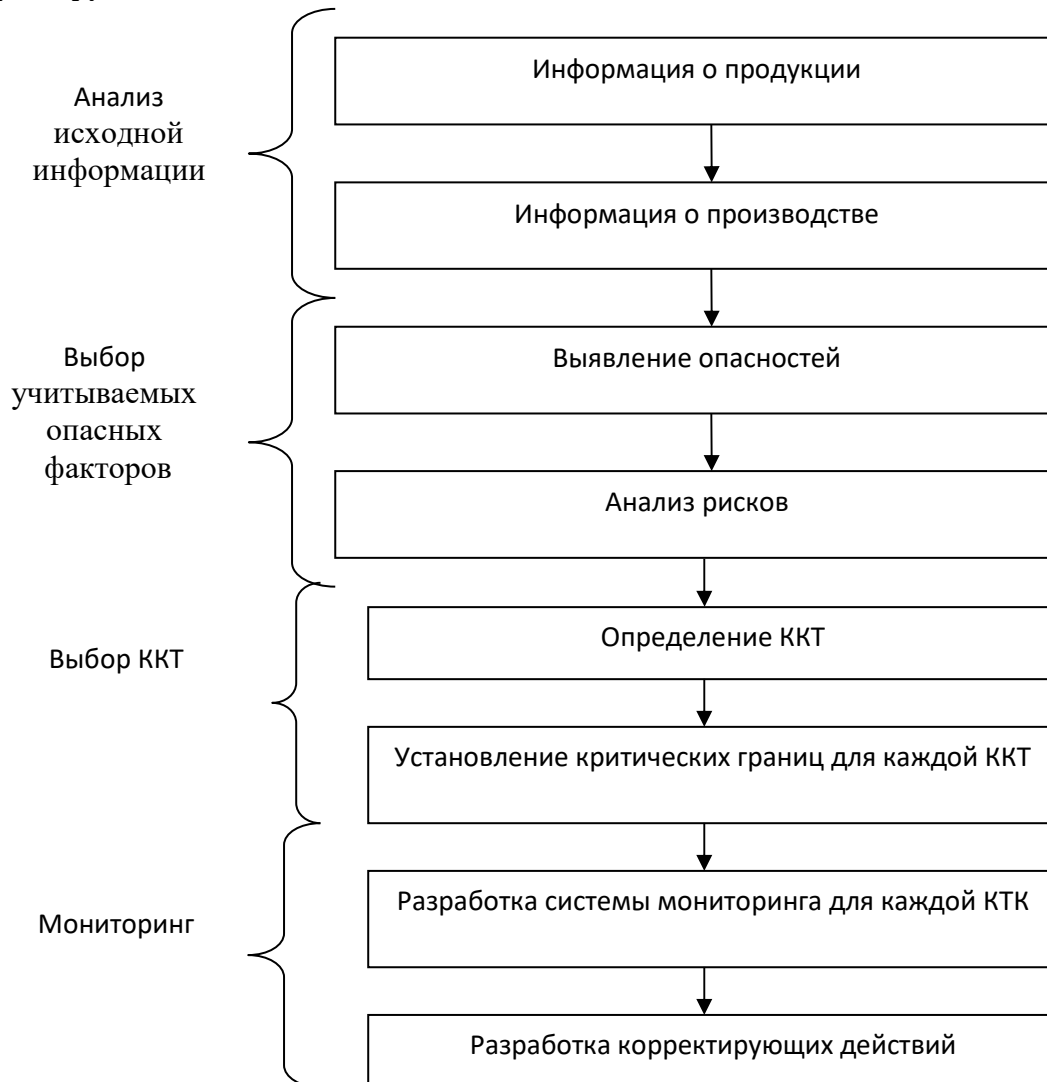 Анализ
исходной
информации
Информация о продукции
Информация о производстве
Выбор
учитываемых
опасных
факторов
Выявление опасностей
Анализ рисков
Выбор ККТ
Определение ККТ
Установление критических границ для каждой ККТ
Мониторинг
Разработка системы мониторинга для каждой КТК
Разработка корректирующих действий